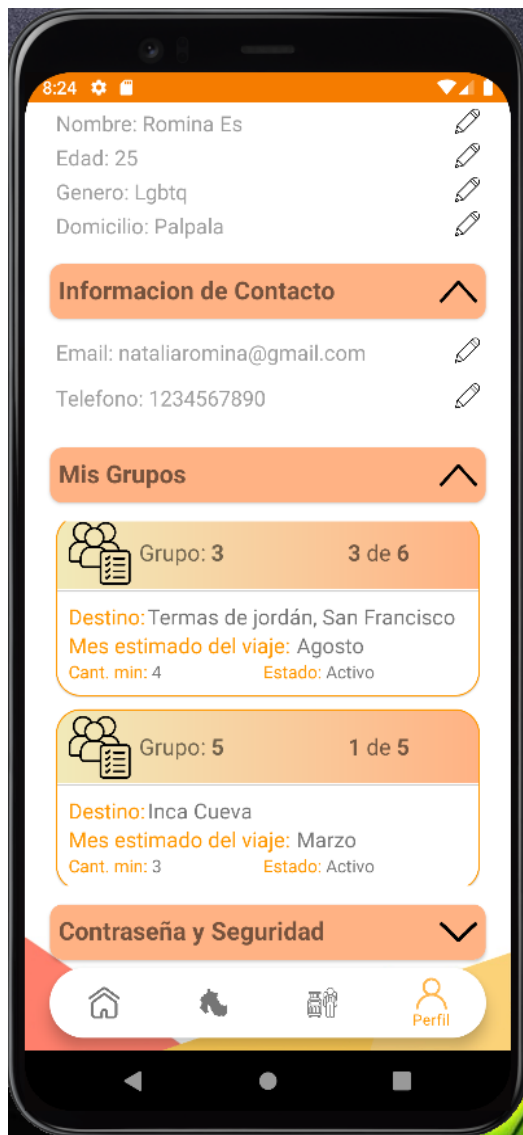 8:24
Nombre: Romina Es
Edad: 25
Genero: Lgbtq
Domicilio: Palpala
Informacion de Contacto
Email: nataliaromina@gmail.com
Telefono: 1234567890
Mis Grupos
Grupo: 3 3 de 6
Destino: Termas de jordán, San Francisco
Mes estimado del viaje: Agosto
Cant. min: 4 Estado: Activo
Grupo: 5 1 de 5
Destino: Inca Cueva
Mes estimado del viaje: Marzo
Cant. min: 3 Estado: Activo
Contraseña y Seguridad
Perfil